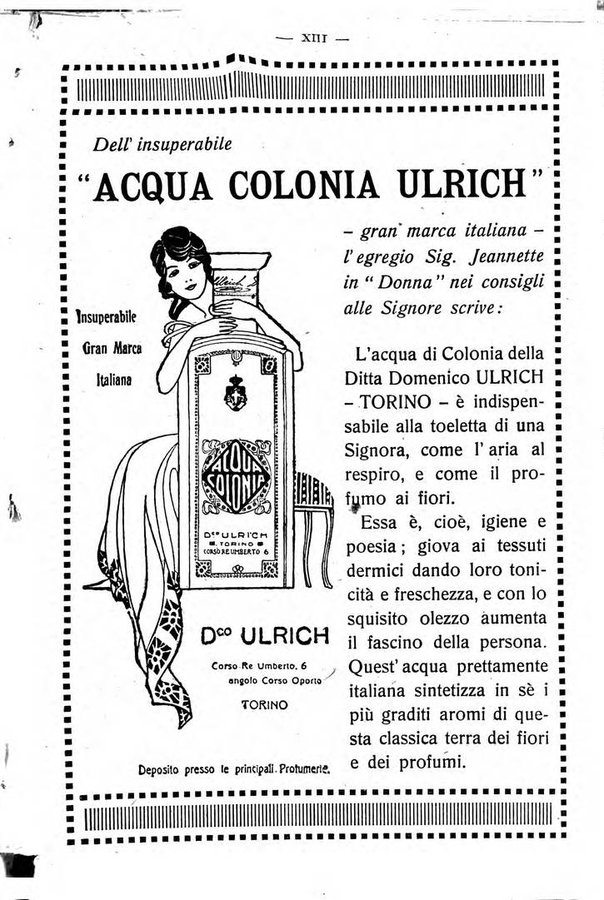 — XIII —
Dell' insuperabile
“ACQUA COLONIA ULRICH”
Insuperabile
Gran Marca
Italiana
Ulrich
ACQUA
COLONIA
Dco ULRICH
TORINO
CORSO RE UMBERTO 6
Dco ULRICH
Corso Re Umberto, 6
angolo Corso Oporto
TORINO
Deposito presso le principali Profumerie.
– gran marca italiana –
l'egregio Sig. Jeannette
in “Donna” nei consigli
alle Signore scrive:
L'acqua di Colonia della
Ditta Domenico ULRICH
– TORINO – è indispen-
sabile alla toeletta di una
Signora, come l'aria al
respiro, e come il pro-
fumo ai fiori.
Essa è, cioè, igiene e
poesia; giova ai tessuti
dermici dando loro toni-
cità e freschezza, e con lo
squisito olezzo aumenta
il fascino della persona.
Quest'acqua prettamente
italiana sintetizza in sè i
più graditi aromi di que-
sta classica terra dei fiori
e dei profumi.